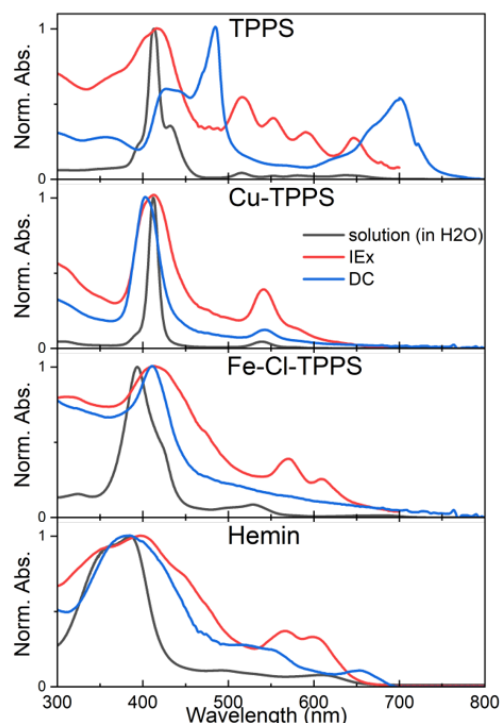 TPPS
Norm. Abs.
1
0
Cu-TPPS
Norm. Abs.
1
0
solution (in H2O)
IEx
DC
Fe-Cl-TPPS
Norm. Abs.
1
0
Hemin
Norm. Abs.
1
0
300 400 500 600 700 800
Wavelength (nm)